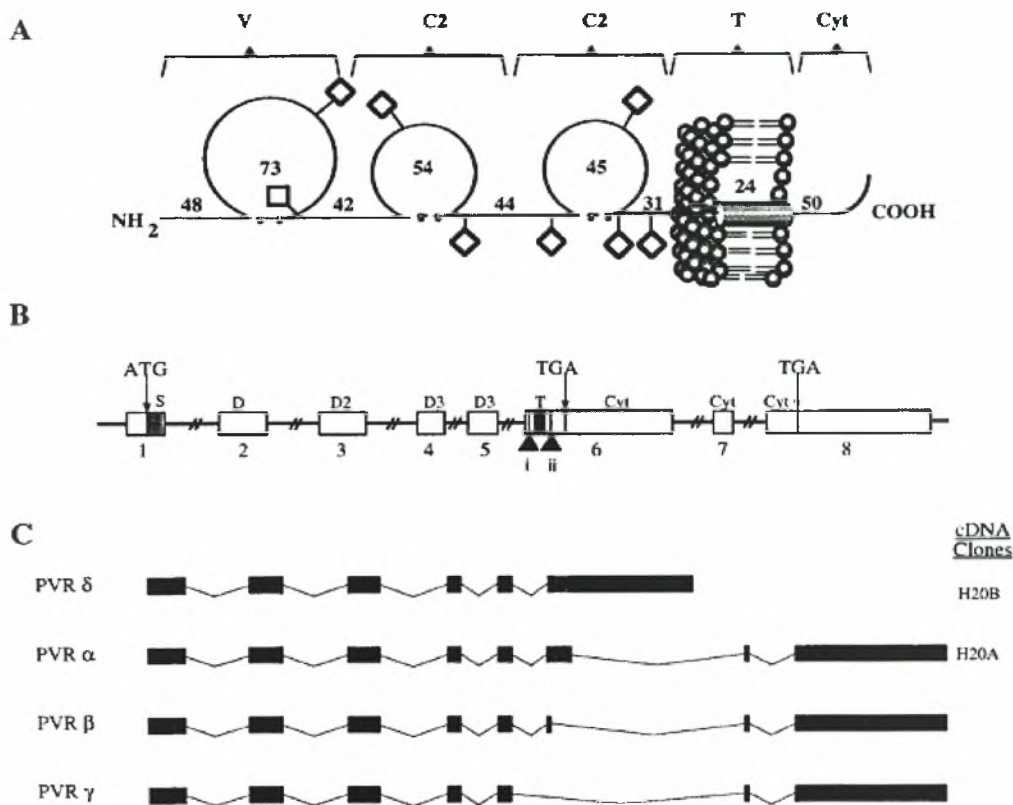 A
V C2 C2 T Cyt
73 54 45 24
48 42 44 31 50
NH 2 COOH
B
ATG TGA TGA
S D D2 D3 D3 T Cyt Cyt Cyt
1 2 3 4 5 6 7 8
i ii
C
cDNA
Clones
PVR δ H20B
PVR α H20A
PVR β
PVR γ